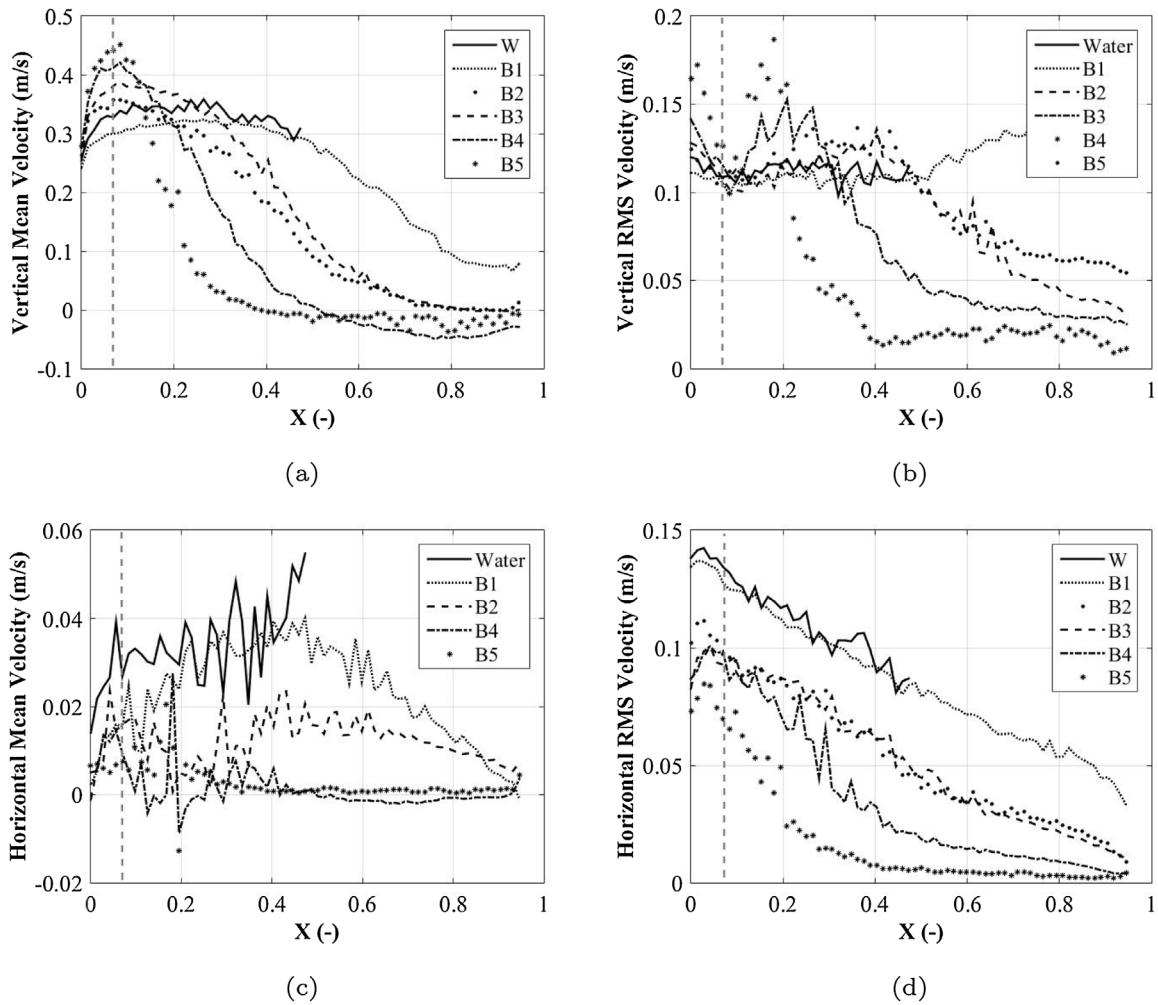 0.5
0.4
0.3
0.2
0.1
0
-0.1
Vertical Mean Velocity (m/s)
0 0.2 0.4 0.6 0.8 1
X (-)
W
B1
B2
B3
B4
B5
(a)
0.2
0.15
0.1
0.05
0
Vertical RMS Velocity (m/s)
0 0.2 0.4 0.6 0.8 1
X (-)
Water
B1
B2
B3
B4
B5
(b)
0.06
0.04
0.02
0
-0.02
Horizontal Mean Velocity (m/s)
0 0.2 0.4 0.6 0.8 1
X (-)
Water
B1
B2
B4
B5
(c)
0.15
0.1
0.05
0
Horizontal RMS Velocity (m/s)
0 0.2 0.4 0.6 0.8 1
X (-)
W
B1
B2
B3
B4
B5
(d)